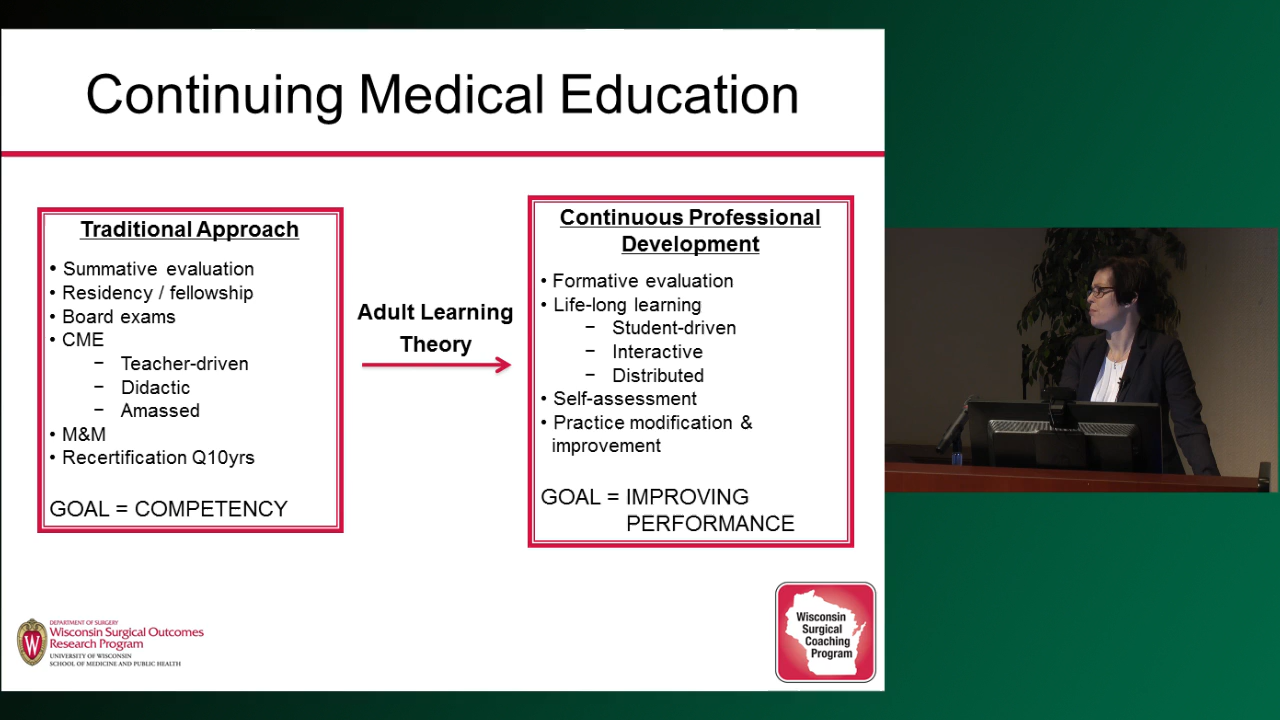 Continuing Medical Education
Traditional Approach
• Summative evaluation
• Residency / fellowship
• Board exams
• CME
− Teacher-driven
− Didactic
− Amassed
• M&M
• Recertification Q10yrs
GOAL = COMPETENCY
Adult Learning
Theory
Continuous Professional
Development
• Formative evaluation
• Life-long learning
− Student-driven
− Interactive
− Distributed
• Self-assessment
• Practice modification &
improvement
GOAL = IMPROVING
PERFORMANCE
W
DEPARTMENT OF SURGERY
Wisconsin Surgical Outcomes
Research Program
UNIVERSITY OF WISCONSIN
SCHOOL OF MEDICINE AND PUBLIC HEALTH
Wisconsin
Surgical
Coaching
Program